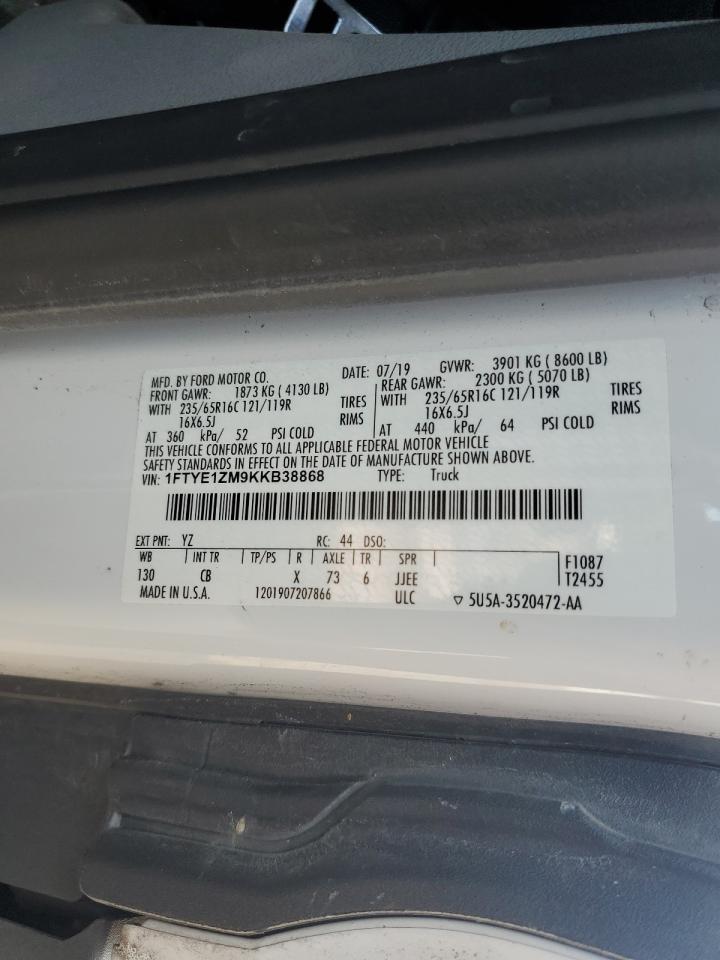 MFD. BY FORD MOTOR CO. DATE: 07/19 GVWR: 3901 KG ( 8600 LB)
FRONT GAWR: 1873 KG ( 4130 LB) REAR GAWR: 2300 KG ( 5070 LB)
WITH 235/65R16C 121/119R TIRES WITH 235/65R16C 121/119R TIRES
16X6.5J RIMS 16X6.5J RIMS
AT 360 kPa/ 52 PSI COLD AT 440 kPa/ 64 PSI COLD
THIS VEHICLE CONFORMS TO ALL APPLICABLE FEDERAL MOTOR VEHICLE
SAFETY STANDARDS IN EFFECT ON THE DATE OF MANUFACTURE SHOWN ABOVE.
VIN: 1FTYE1ZM9KKB38868 TYPE: Truck
EXT PNT: YZ RC: 44 DSO:
WB INT TR TP/PS R AXLE TR SPR F1087
130 CB X 73 6 JJEE T2455
MADE IN U.S.A. 1201907207866 ULC ▽ 5U5A-3520472-AA